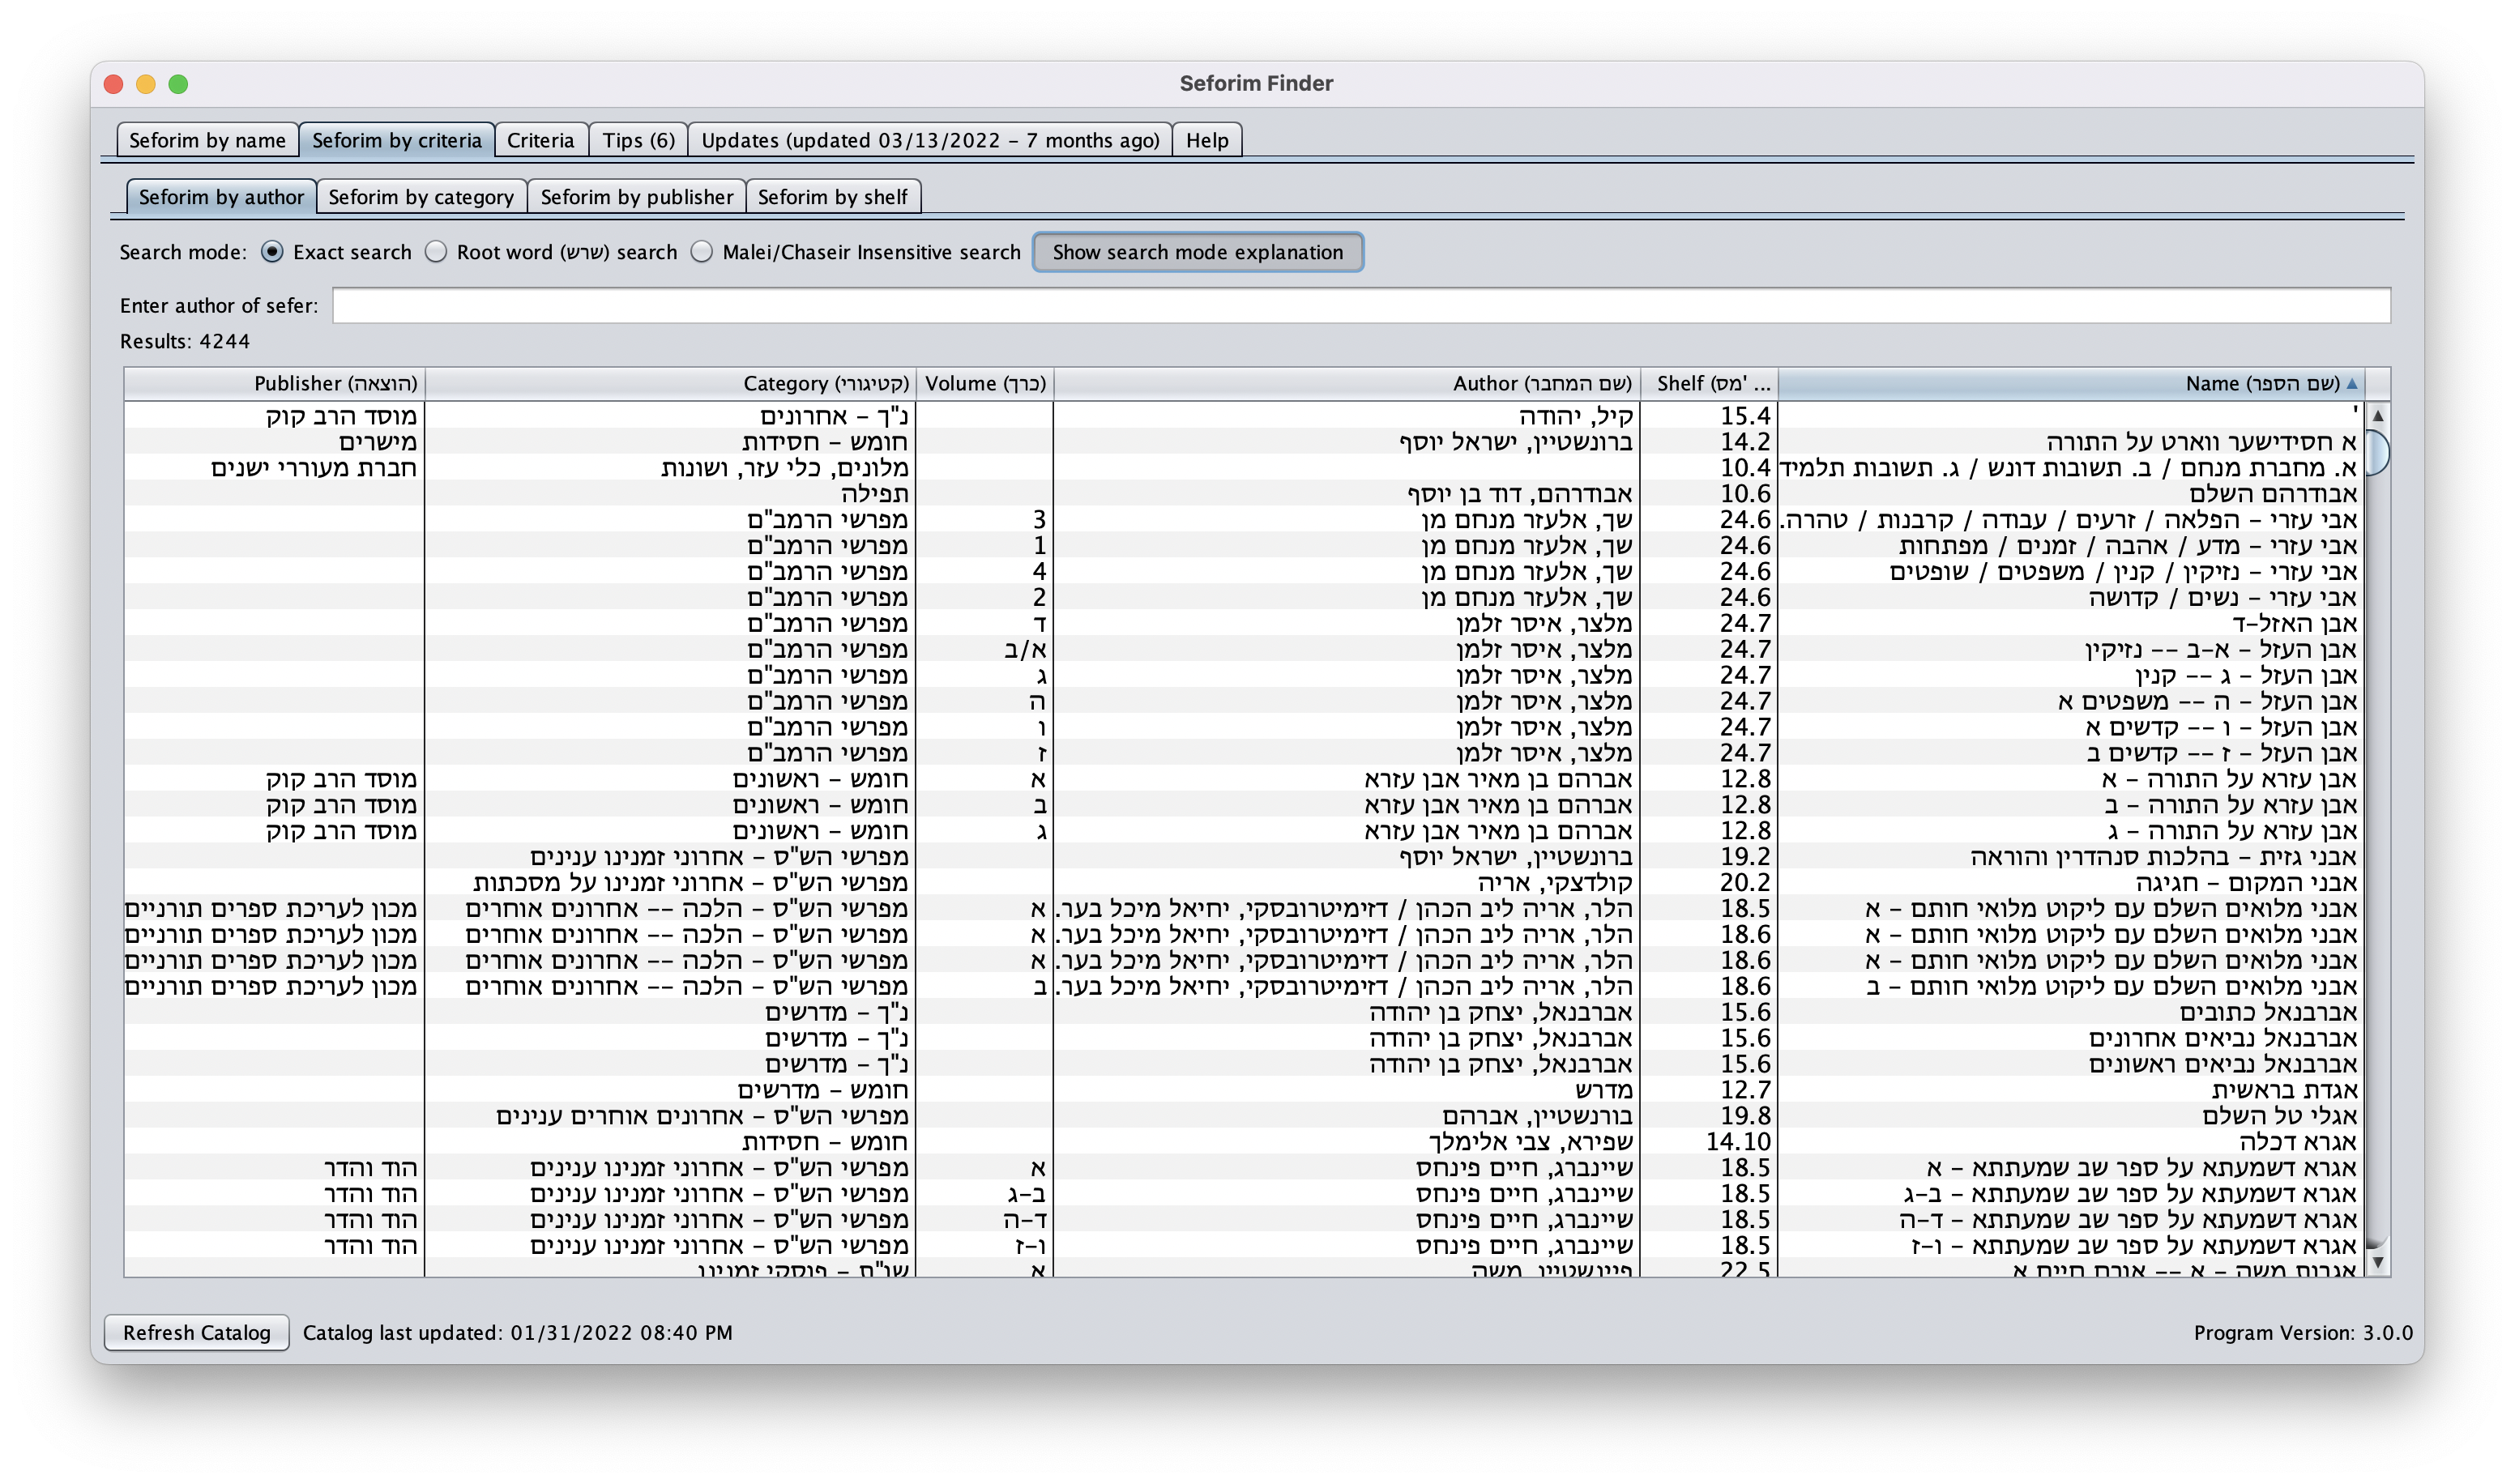 Seforim Finder
Seforim by name Seforim by criteria Criteria Tips (6) Updates (updated 03/13/2022 – 7 months ago) Help
Seforim by author Seforim by category Seforim by publisher Seforim by shelf
Search mode: Exact search Root word (שרש) search Malei/Chaseir Insensitive search Show search mode explanation
Enter author of sefer:
Results: 4244
Name (שם הספר) Shelf (מס' ... Author (שם המחבר) Volume (כרך) Category (קטיגורי) Publisher (הוצאה)
' 15.4 קיל, יהודה נ"ך – אחרונים מוסד הרב קוק
א חסידישער ווארט על התורה 14.2 ברונשטיין, ישראל יוסף חומש – חסידות מישרים
א. מחברת מנחם / ב. תשובות דונש / ג. תשובות תלמיד 10.4 מלונים, כלי עזר, ושונות חברת מעוררי ישנים
אבודרהם השלם 10.6 אבודרהם, דוד בן יוסף תפילה
אבי עזרי – הפלאה / זרעים / עבודה / קרבנות / טהרה. 24.6 שך, אלעזר מנחם מן 3 מפרשי הרמב"ם
אבי עזרי – מדע / אהבה / זמנים / מפתחות 24.6 שך, אלעזר מנחם מן 1 מפרשי הרמב"ם
אבי עזרי – נזיקין / קנין / משפטים / שופטים 24.6 שך, אלעזר מנחם מן 4 מפרשי הרמב"ם
אבי עזרי – נשים / קדושה 24.6 שך, אלעזר מנחם מן 2 מפרשי הרמב"ם
אבן האזל-ד 24.7 מלצר, איסר זלמן ד מפרשי הרמב"ם
אבן העזל – א-ב -- נזיקין 24.7 מלצר, איסר זלמן א/ב מפרשי הרמב"ם
אבן העזל – ג -- קנין 24.7 מלצר, איסר זלמן ג מפרשי הרמב"ם
אבן העזל – ה -- משפטים א 24.7 מלצר, איסר זלמן ה מפרשי הרמב"ם
אבן העזל – ו -- קדשים א 24.7 מלצר, איסר זלמן ו מפרשי הרמב"ם
אבן העזל – ז -- קדשים ב 24.7 מלצר, איסר זלמן ז מפרשי הרמב"ם
אבן עזרא על התורה – א 12.8 אברהם בן מאיר אבן עזרא א חומש – ראשונים מוסד הרב קוק
אבן עזרא על התורה – ב 12.8 אברהם בן מאיר אבן עזרא ב חומש – ראשונים מוסד הרב קוק
אבן עזרא על התורה – ג 12.8 אברהם בן מאיר אבן עזרא ג חומש – ראשונים מוסד הרב קוק
אבני גזית – בהלכות סנהדרין והוראה 19.2 ברונשטיין, ישראל יוסף מפרשי הש"ס – אחרוני זמנינו ענינים
אבני המקום – חגיגה 20.2 קולדצקי, אריה מפרשי הש"ס – אחרוני זמנינו על מסכתות
אבני מלואים השלם עם ליקוט מלואי חותם – א 18.5 הלר, אריה ליב הכהן / דזימיטרובסקי, יחיאל מיכל בער. א מפרשי הש"ס – הלכה -- אחרונים אוחרים מכון לעריכת ספרים תורניים
אבני מלואים השלם עם ליקוט מלואי חותם – א 18.6 הלר, אריה ליב הכהן / דזימיטרובסקי, יחיאל מיכל בער. א מפרשי הש"ס – הלכה -- אחרונים אוחרים מכון לעריכת ספרים תורניים
אבני מלואים השלם עם ליקוט מלואי חותם – א 18.6 הלר, אריה ליב הכהן / דזימיטרובסקי, יחיאל מיכל בער. א מפרשי הש"ס – הלכה -- אחרונים אוחרים מכון לעריכת ספרים תורניים
אבני מלואים השלם עם ליקוט מלואי חותם – ב 18.6 הלר, אריה ליב הכהן / דזימיטרובסקי, יחיאל מיכל בער. ב מפרשי הש"ס – הלכה -- אחרונים אוחרים מכון לעריכת ספרים תורניים
אברבנאל כתובים 15.6 אברבנאל, יצחק בן יהודה נ"ך – מדרשים
אברבנאל נביאים אחרונים 15.6 אברבנאל, יצחק בן יהודה נ"ך – מדרשים
אברבנאל נביאים ראשונים 15.6 אברבנאל, יצחק בן יהודה נ"ך – מדרשים
אגדת בראשית 12.7 מדרש חומש – מדרשים
אגלי טל השלם 19.8 בורנשטיין, אברהם מפרשי הש"ס – אחרונים אוחרים ענינים
אגרא דכלה 14.10 שפירא, צבי אלימלך חומש – חסידות
אגרא דשמעתא על ספר שב שמעתתא – א 18.5 שיינברג, חיים פינחס א מפרשי הש"ס – אחרוני זמנינו ענינים הוד והדר
אגרא דשמעתא על ספר שב שמעתתא – ב-ג 18.5 שיינברג, חיים פינחס ב-ג מפרשי הש"ס – אחרוני זמנינו ענינים הוד והדר
אגרא דשמעתא על ספר שב שמעתתא – ד-ה 18.5 שיינברג, חיים פינחס ד-ה מפרשי הש"ס – אחרוני זמנינו ענינים הוד והדר
אגרא דשמעתא על ספר שב שמעתתא – ו-ז 18.5 שיינברג, חיים פינחס ו-ז מפרשי הש"ס – אחרוני זמנינו ענינים הוד והדר
אגרות משה – א -- אורח חיים א 22.5 פיינשטיין, משה א שו"ת – פוסקי זמנינו
Refresh Catalog Catalog last updated: 01/31/2022 08:40 PM Program Version: 3.0.0